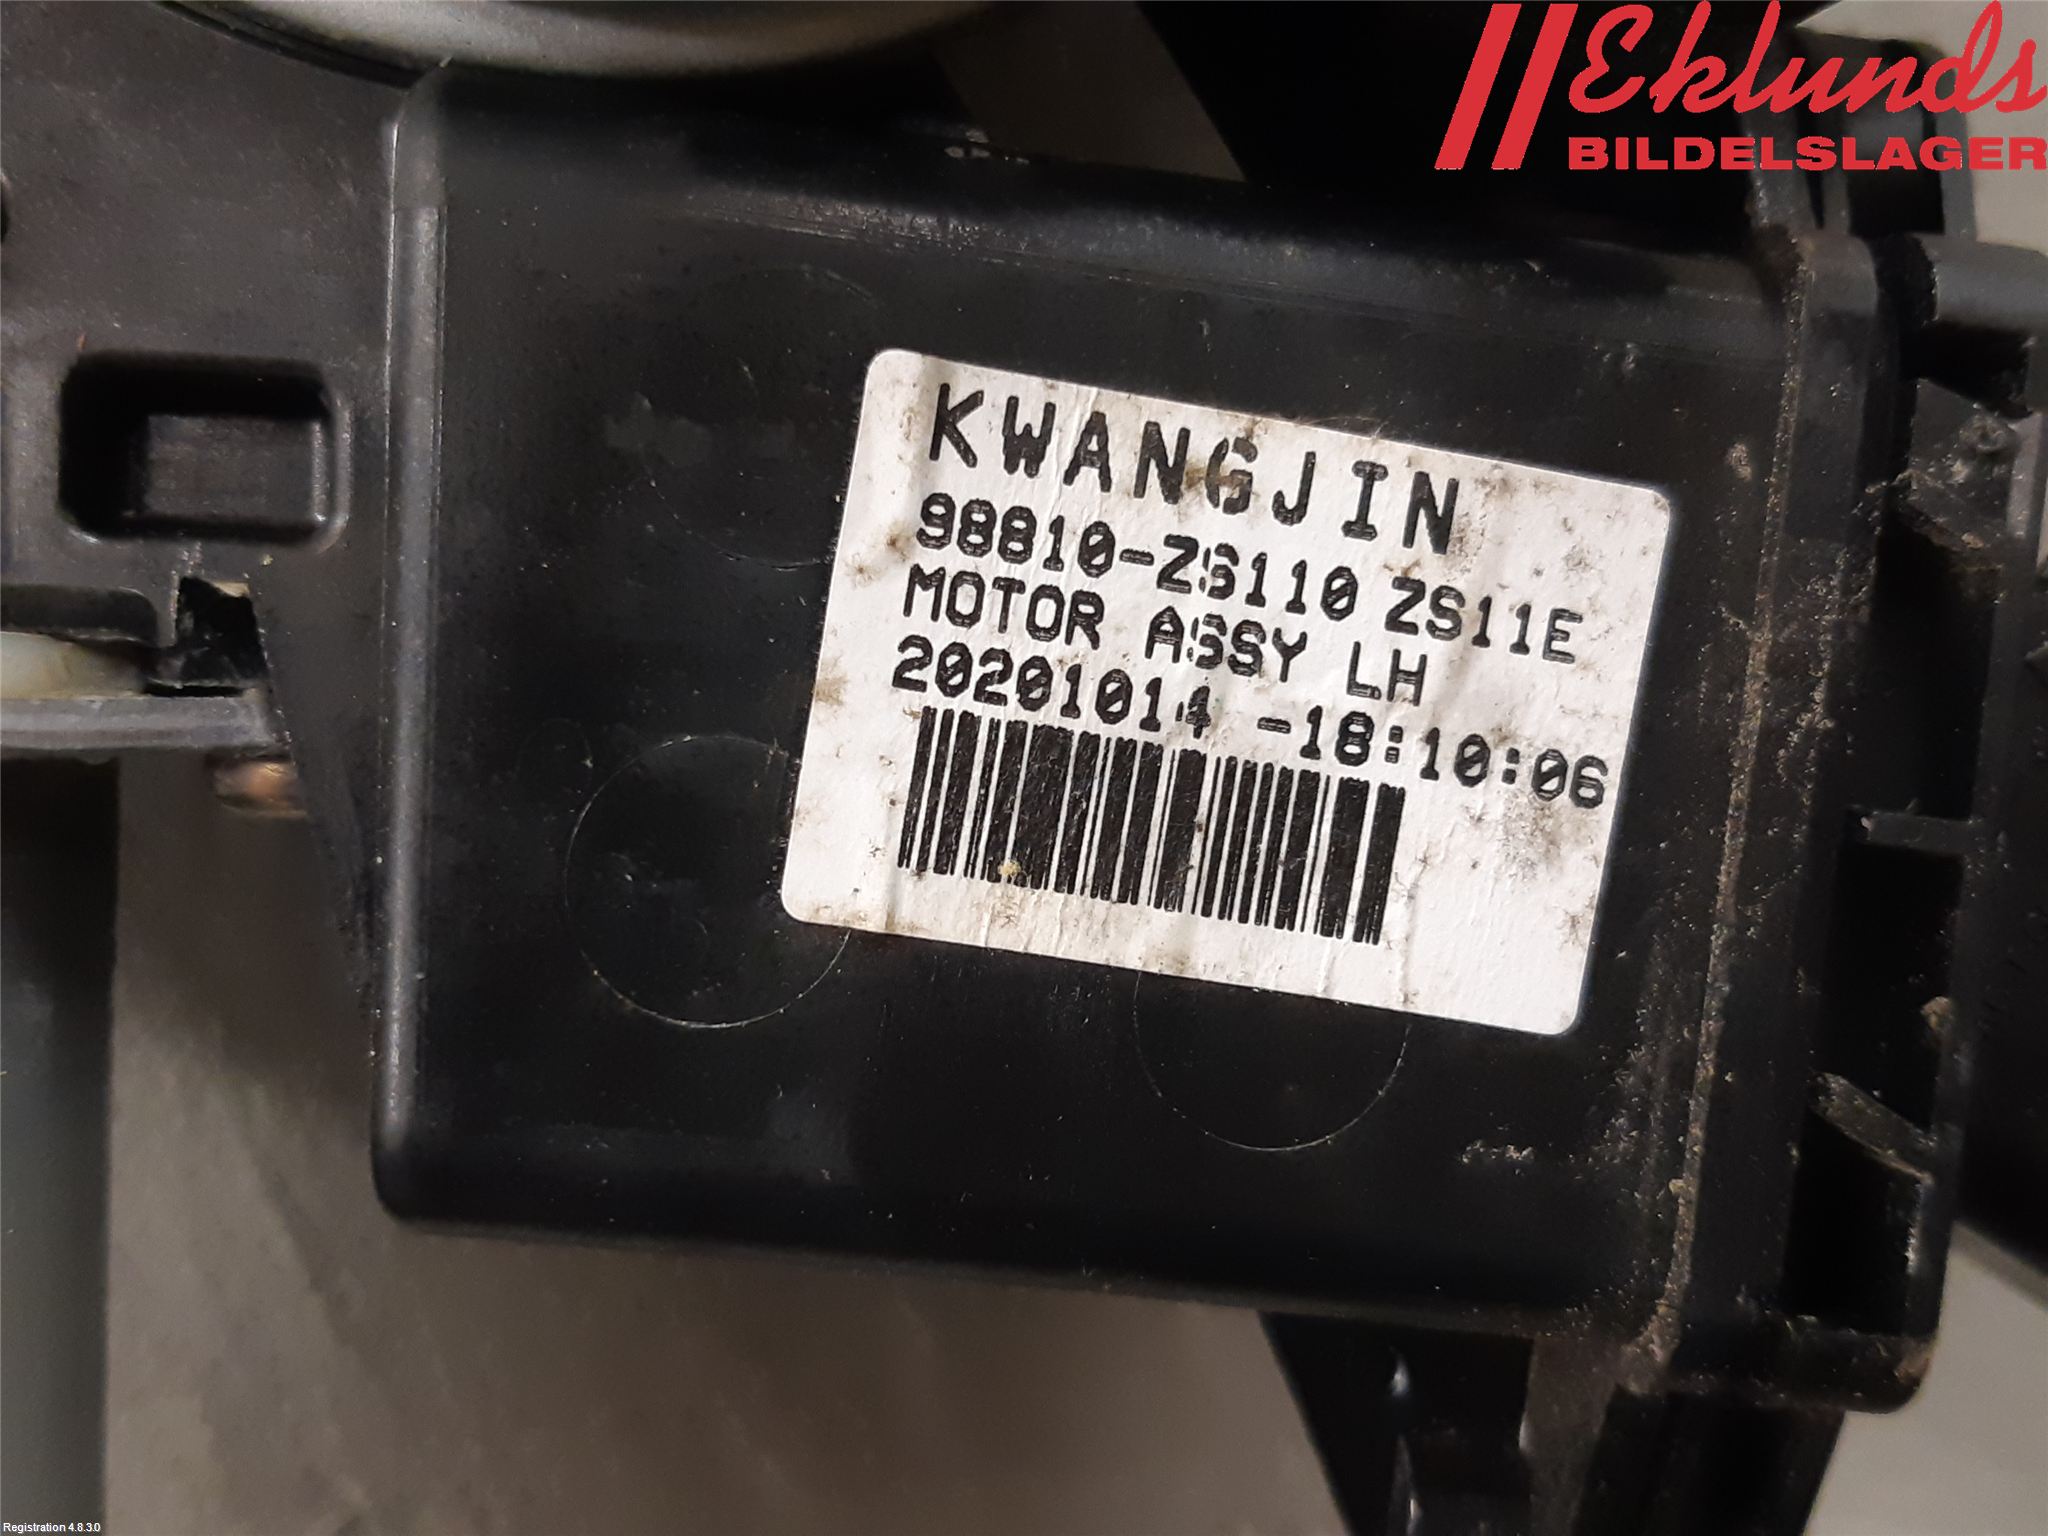 Eklunds
BILDELSLAGER
KWANGJIN
98810-ZS110 ZS11E
MOTOR ASSY LH
20201014 -18:10:06
Registration 4.8.3.0